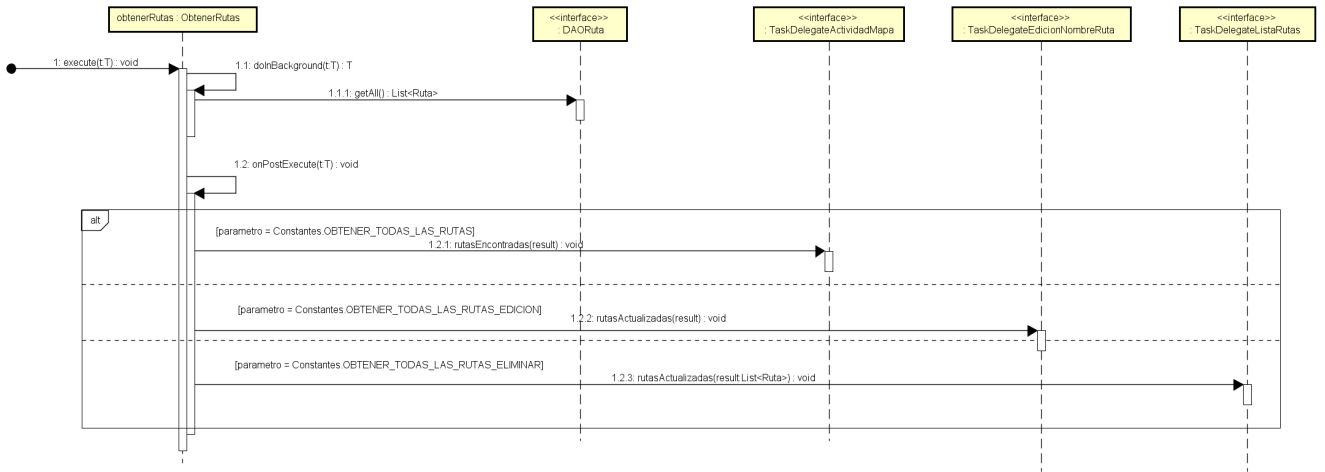 obtenerRutas : ObtenerRutas
<<interface>>
: DAORuta
<<interface>>
: TaskDelegateActividadMapa
<<interface>>
: TaskDelegateEdicionNombreRuta
<<interface>>
: TaskDelegateListaRutas
1: execute(t:T) : void
1.1: doInBackground(t:T) : T
1.1.1: getAll() : List<Ruta>
1.2: onPostExecute(t:T) : void
alt
[parametro = Constantes.OBTENER_TODAS_LAS_RUTAS]
1.2.1: rutasEncontradas(result) : void
[parametro = Constantes.OBTENER_TODAS_LAS_RUTAS_EDICION]
1.2.2: rutasActualizadas(result) : void
[parametro = Constantes.OBTENER_TODAS_LAS_RUTAS_ELIMINAR]
1.2.3: rutasActualizadas(result:List<Ruta>) : void